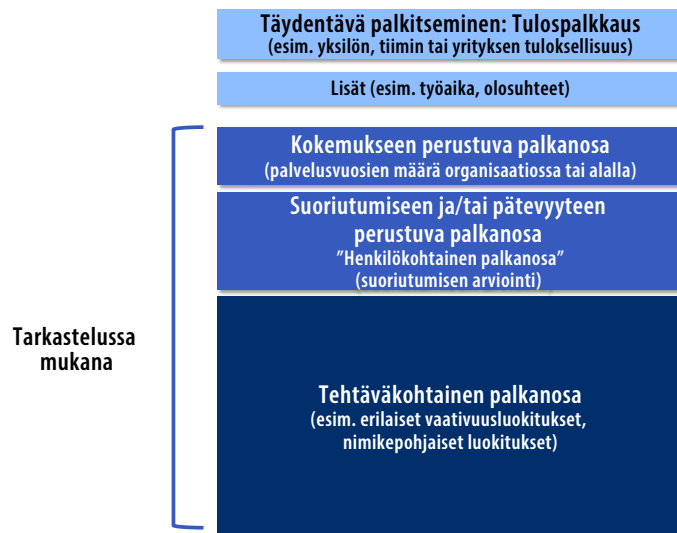 Täydentävä palkitseminen: Tulospalkkaus
(esim. yksilön, tiimin tai yrityksen tuloksellisuus)
Lisät (esim. työaika, olosuhteet)
Kokemukseen perustuva palkanosa
(palvelusvuosien määrä organisaatiossa tai alalla)
Suoriutumiseen ja/tai pätevyyteen
perustuva palkanosa
”Henkilökohtainen palkanosa”
(suoriutumisen arviointi)
Tarkastelussa
mukana
Tehtäväkohtainen palkanosa
(esim. erilaiset vaativuusluokitukset,
nimikepohjaiset luokitukset)